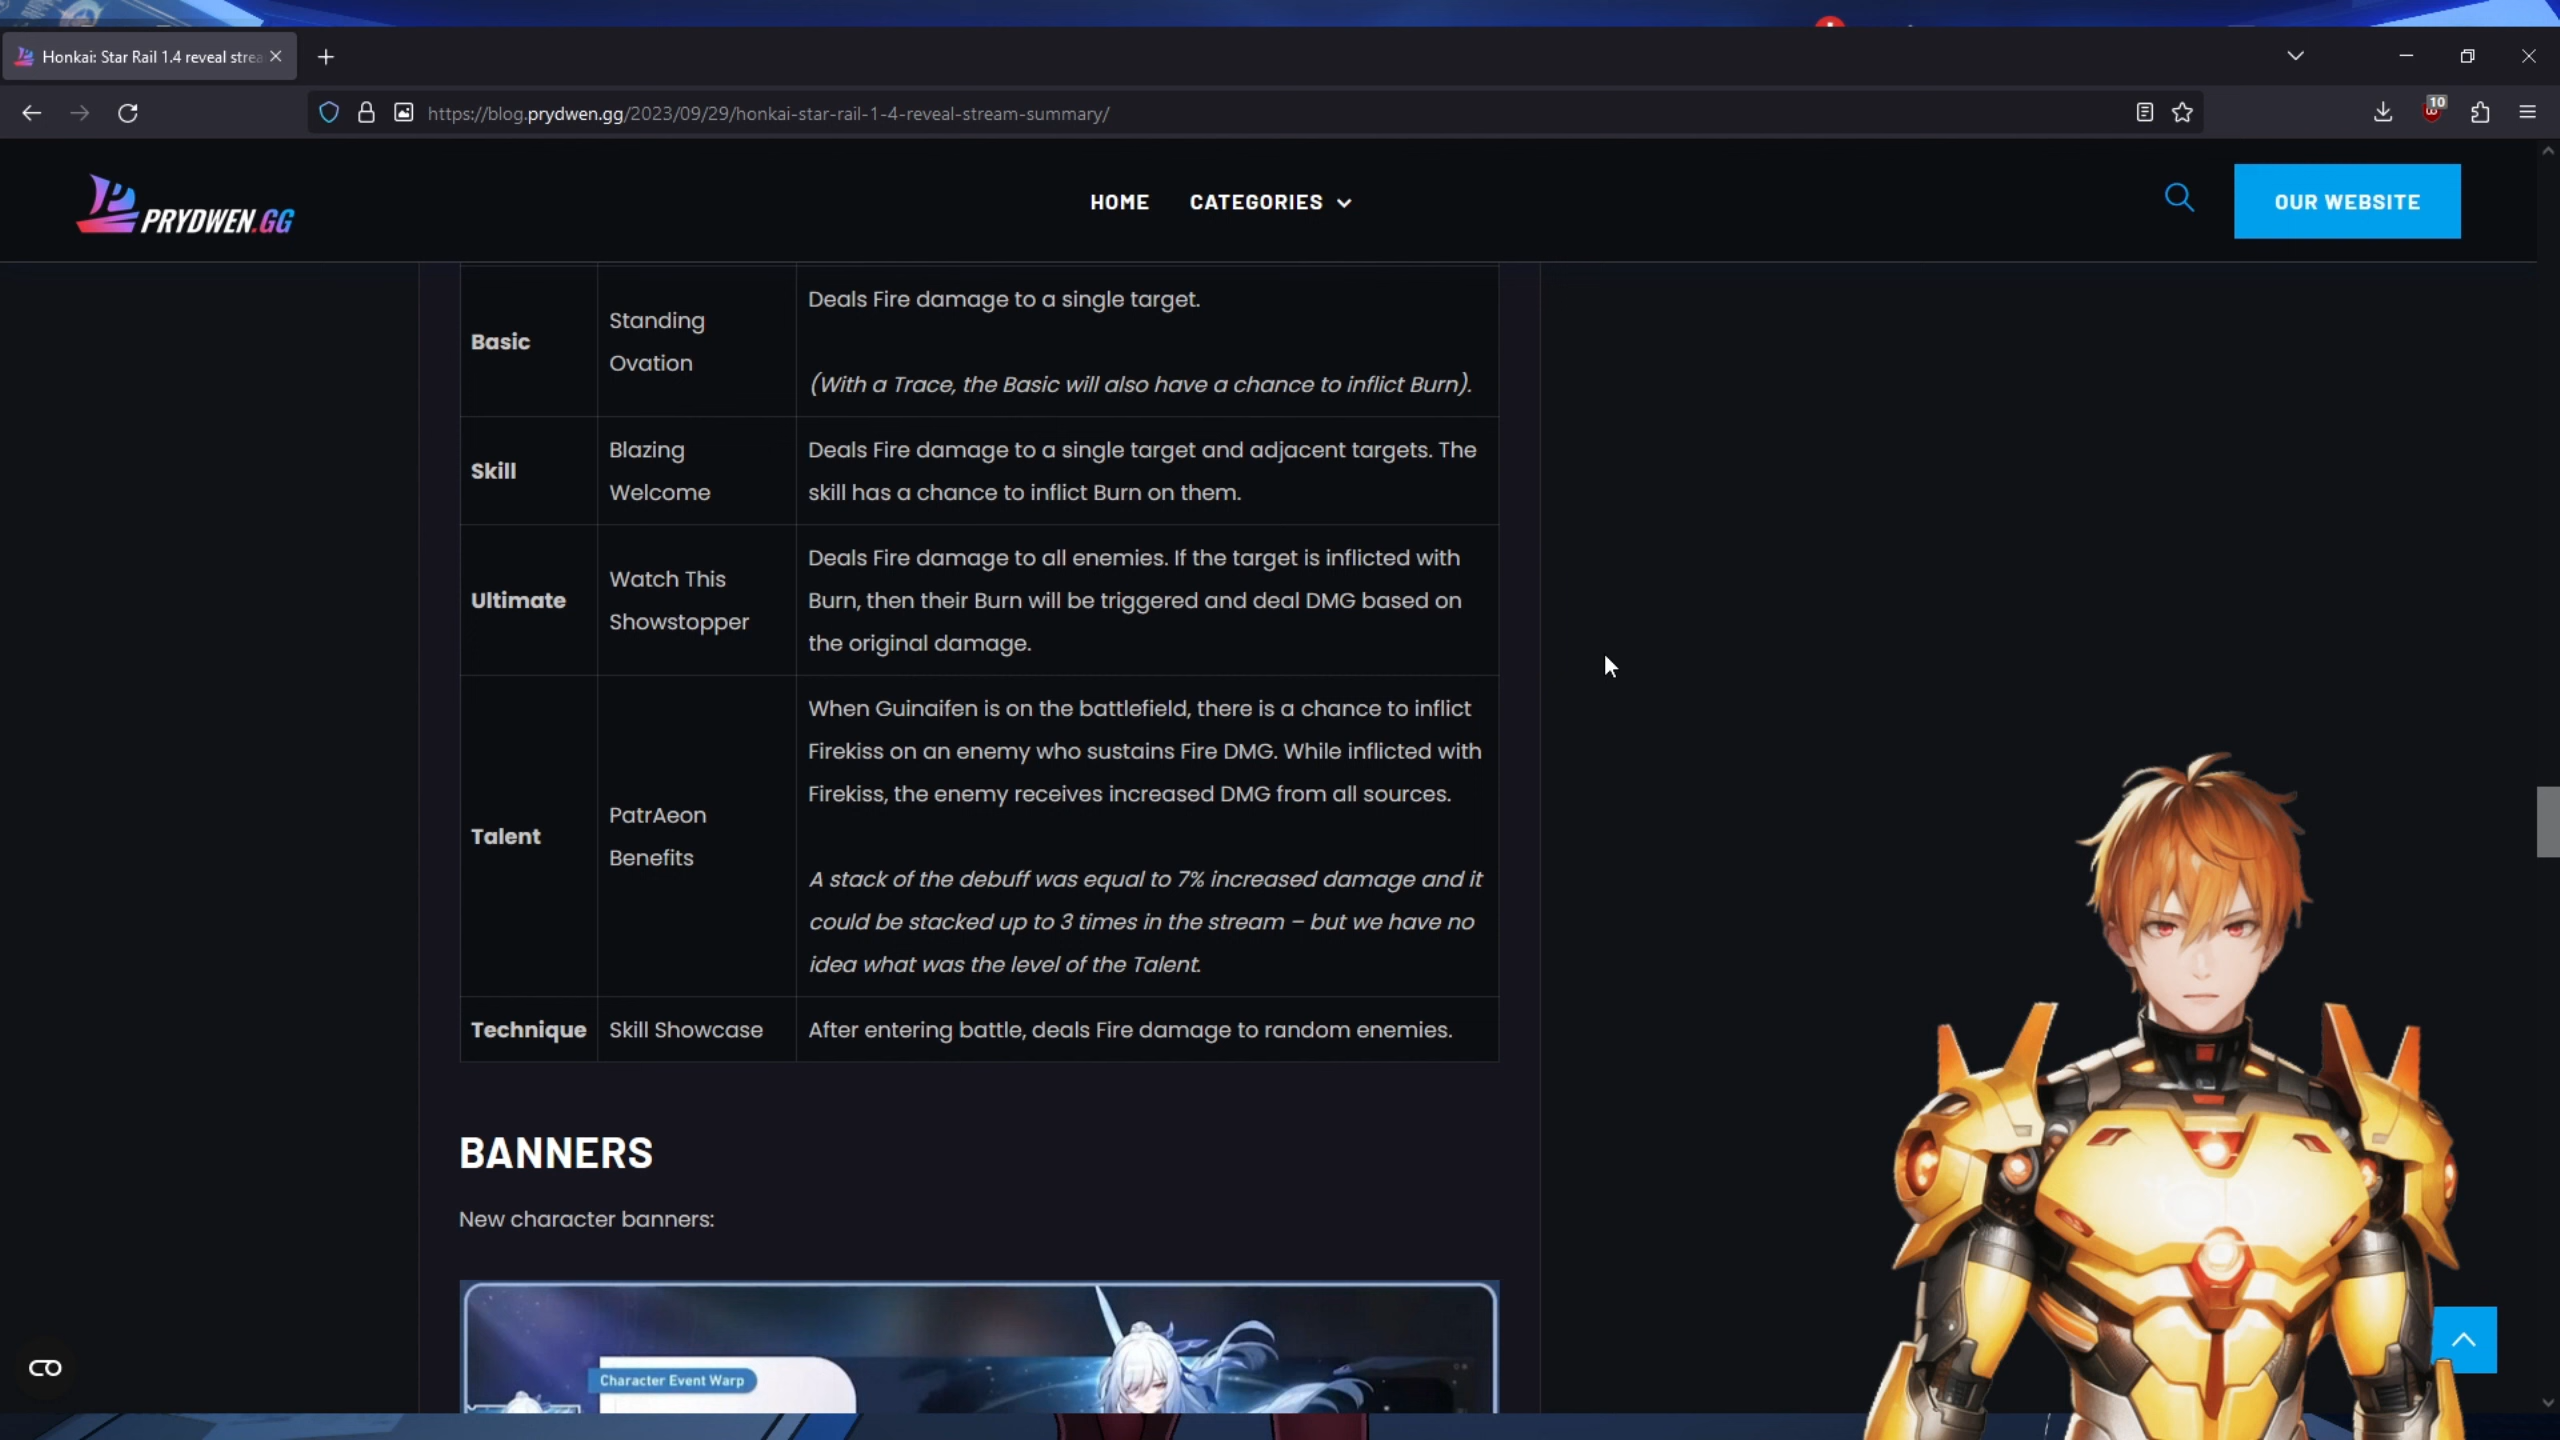 Honkai: Star Rail 1.4 reveal strea
https://blog.prydwen.gg/2023/09/29/honkai-star-rail-1-4-reveal-stream-summary/
10
PRYDWEN.GG
HOME
CATEGORIES
OUR WEBSITE
Basic
Standing
Ovation
Deals Fire damage to a single target.
(With a Trace, the Basic will also have a chance to inflict Burn).
Skill
Blazing
Welcome
Deals Fire damage to a single target and adjacent targets. The
skill has a chance to inflict Burn on them.
Ultimate
Watch This
Showstopper
Deals Fire damage to all enemies. If the target is inflicted with
Burn, then their Burn will be triggered and deal DMG based on
the original damage.
Talent
PatrAeon
Benefits
When Guinaifen is on the battlefield, there is a chance to inflict
Firekiss on an enemy who sustains Fire DMG. While inflicted with
Firekiss, the enemy receives increased DMG from all sources.
A stack of the debuff was equal to 7% increased damage and it
could be stacked up to 3 times in the stream – but we have no
idea what was the level of the Talent.
Technique
Skill Showcase
After entering battle, deals Fire damage to random enemies.
BANNERS
New character banners:
Character Event Warp